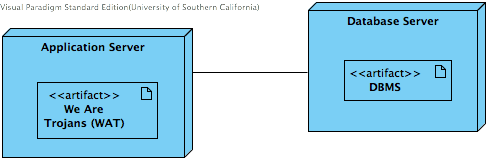 Visual Paradigm Standard Edition(University of Southern California)
Application Server
<<artifact>>
We Are
Trojans (WAT)
Database Server
<<artifact>>
DBMS